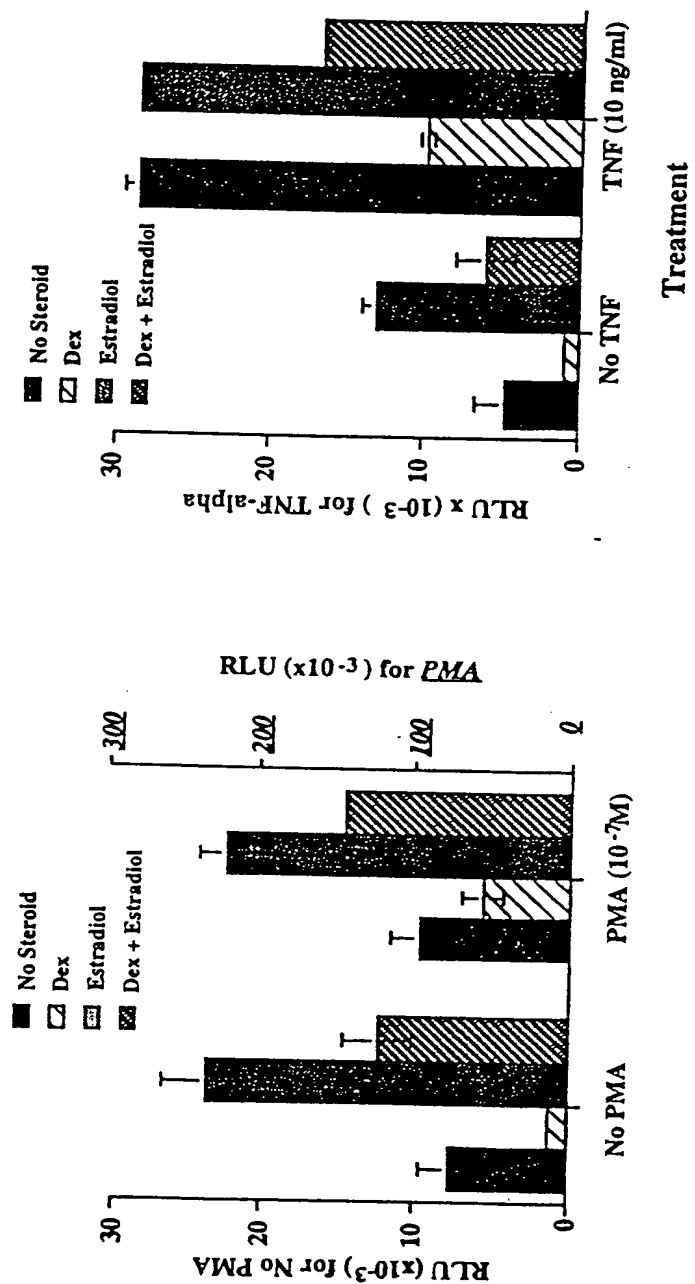 No Steroid
Dex
Estradiol
Dex + Estradiol
RLU (x10-3) for No PMA
30
20
10
0
No PMA
PMA (10-7M)
300
200
100
0
RLU (x10-3 ) for PMA
No Steroid
Dex
Estradiol
Dex + Estradiol
RLU x (10-3 ) for TNF-alpha
30
20
10
0
No TNF
TNF (10 ng/ml)
Treatment